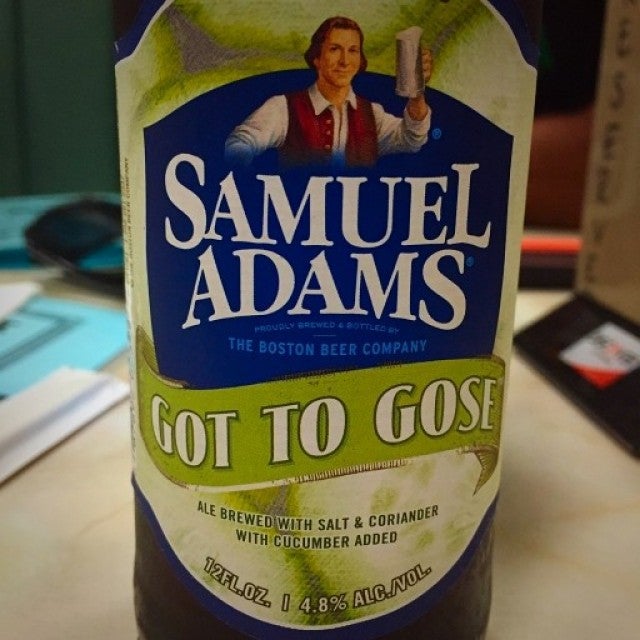 SAMUEL
ADAMS®
PROUDLY BREWED & BOTTLED BY
THE BOSTON BEER COMPANY
GOT TO GOSE
ALE BREWED WITH SALT & CORIANDER
WITH CUCUMBER ADDED
12FL.OZ. | 4.8% ALC./VOL.